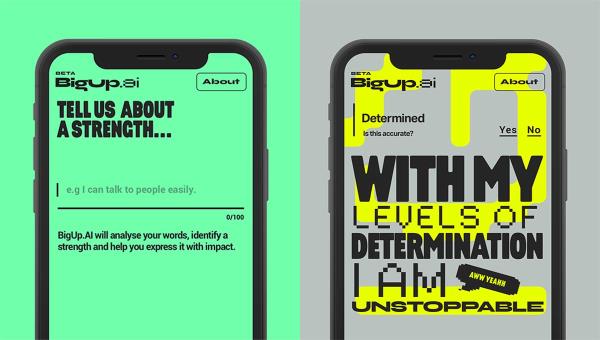 BETA
BigUp.ai
About
TELL US ABOUT
A STRENGTH...
e.g I can talk to people easily.
0/100
BigUp.AI will analyse your words, identify a
strength and help you express it with impact.
BETA
BigUp.ai
About
Determined
Is this accurate?
Yes No
WITH MY
LEVELS OF
DETERMINATION
I AM
AWW YEAHH
UNSTOPPABLE